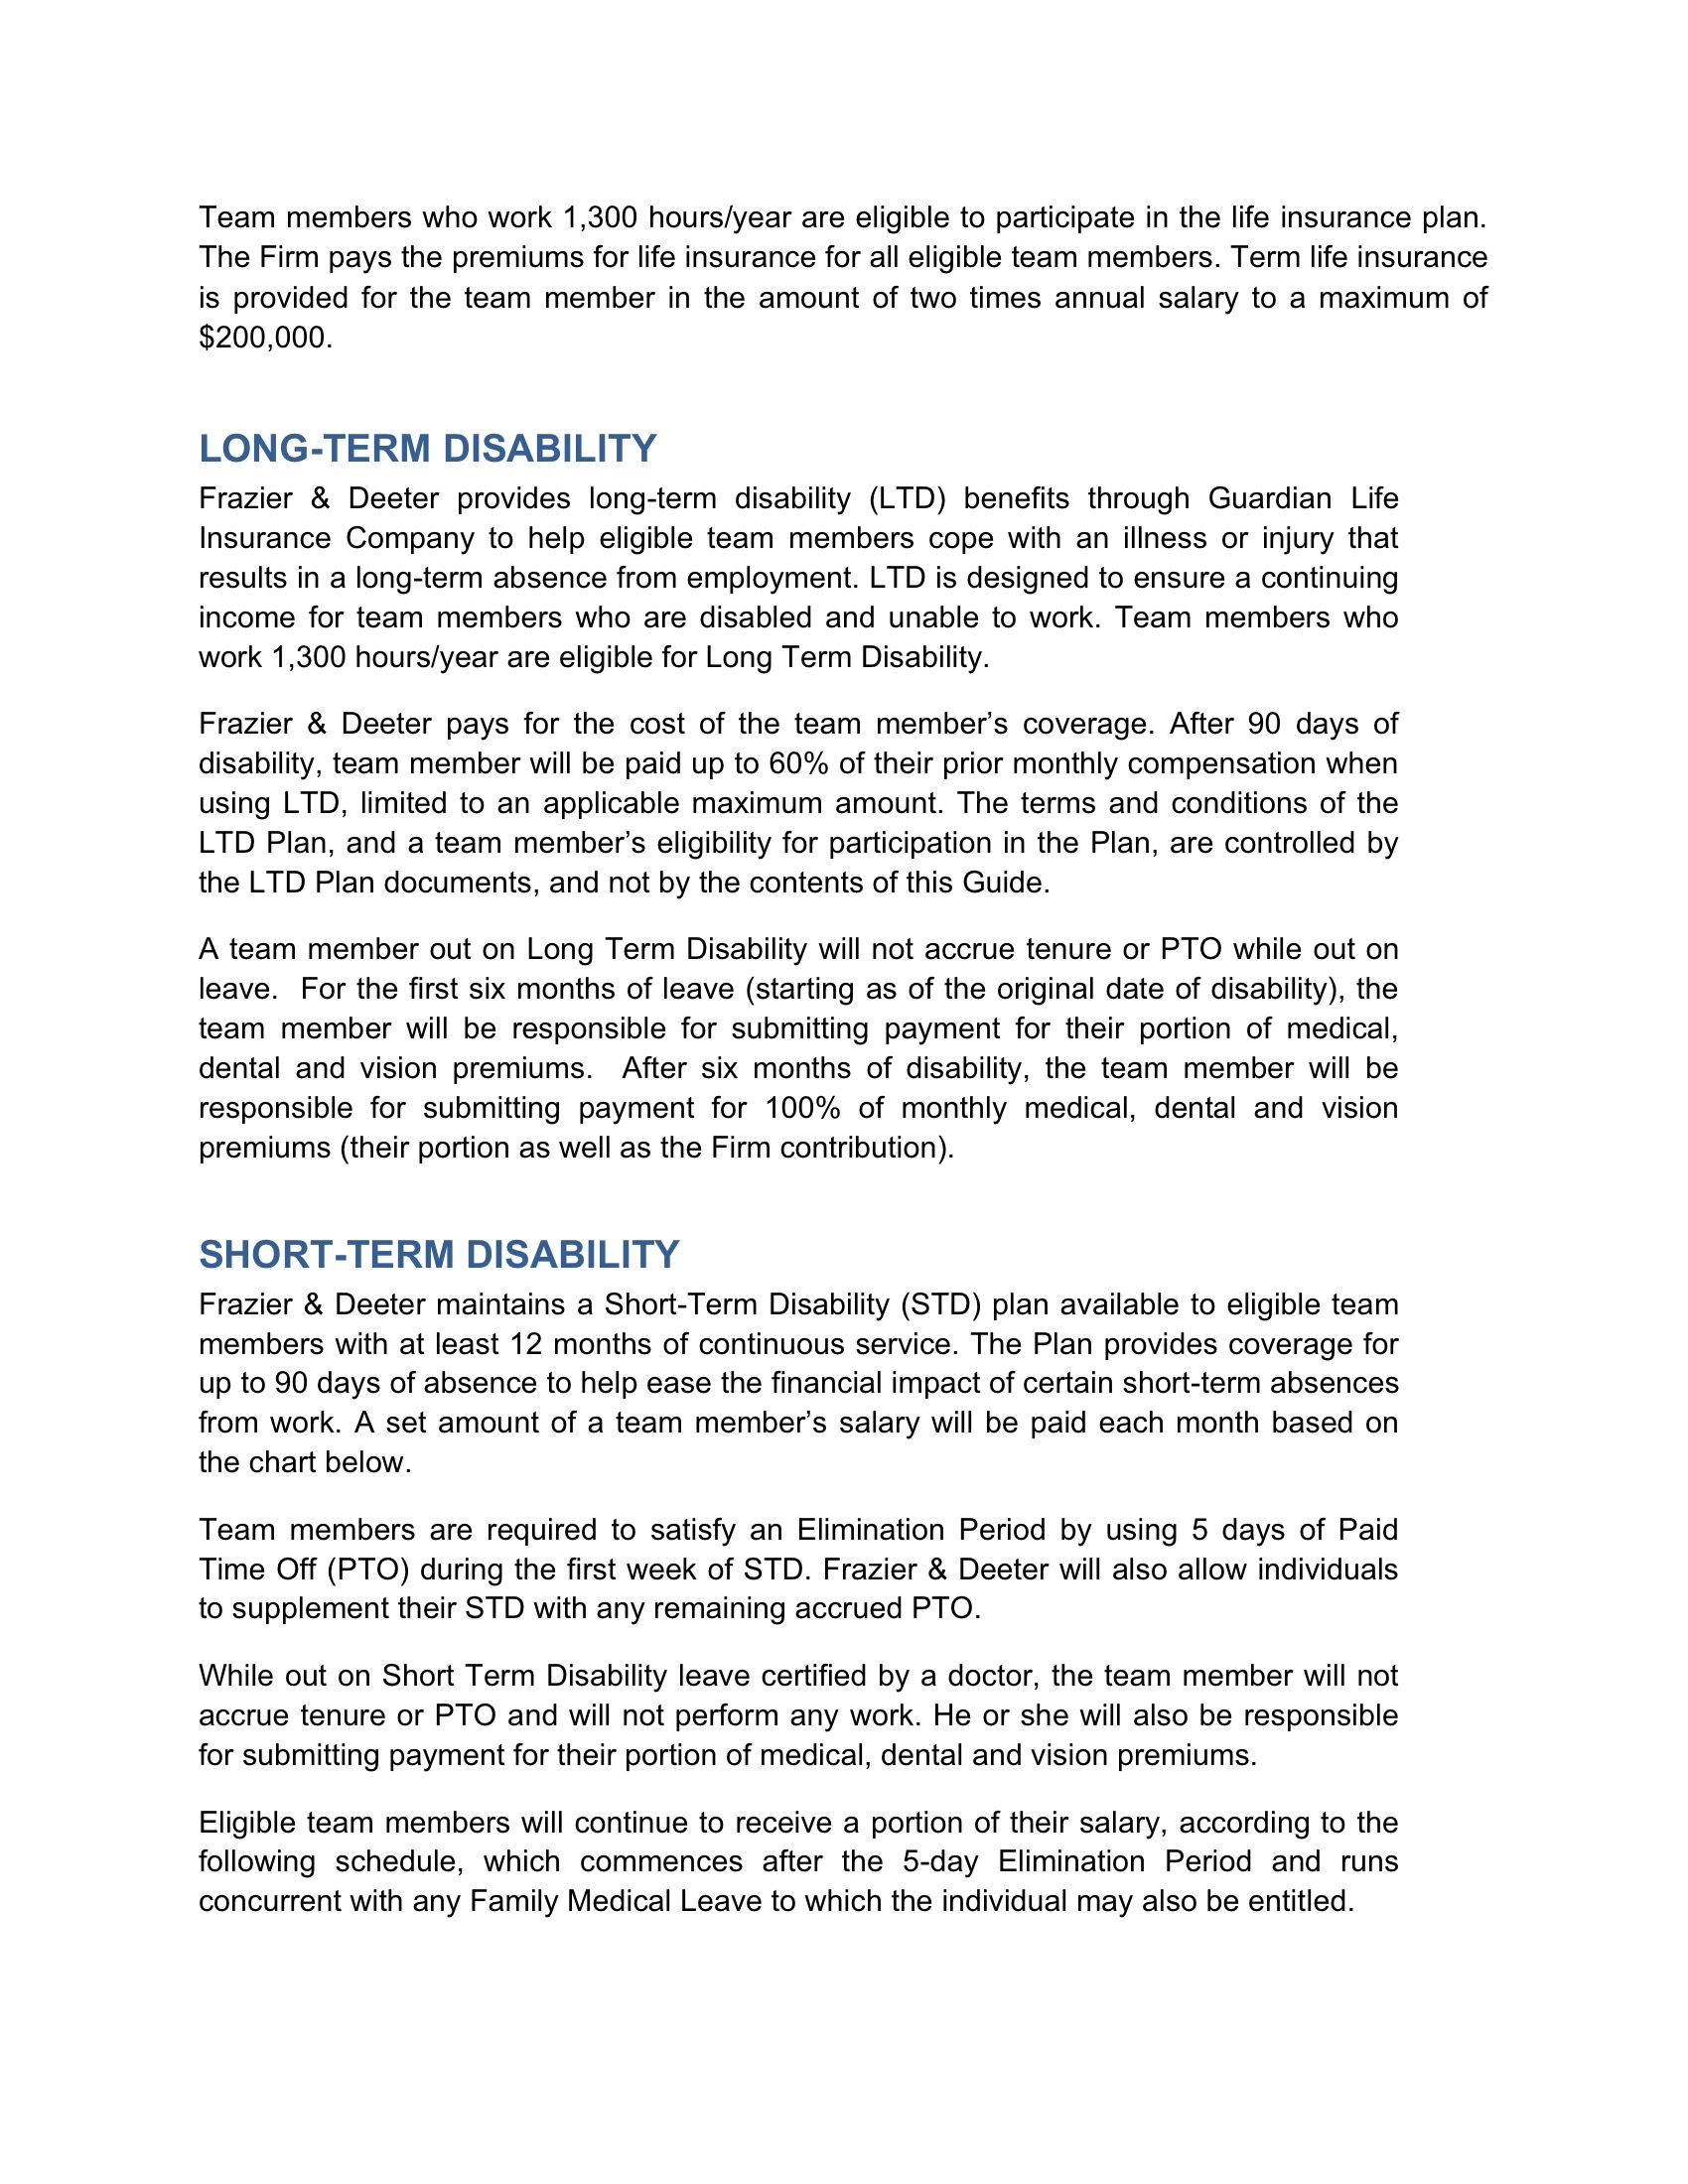 Team members who work 1,300 hours/year are eligible to participate in the life insurance plan.
The Firm pays the premiums for life insurance for all eligible team members. Term life insurance
is provided for the team member in the amount of two times annual salary to a maximum of
$200,000.
LONG-TERM DISABILITY
Frazier & Deeter provides long-term disability (LTD) benefits through Guardian Life
Insurance Company to help eligible team members cope with an illness or injury that
results in a long-term absence from employment. LTD is designed to ensure a continuing
income for team members who are disabled and unable to work. Team members who
work 1,300 hours/year are eligible for Long Term Disability.
Frazier & Deeter pays for the cost of the team member’s coverage. After 90 days of
disability, team member will be paid up to 60% of their prior monthly compensation when
using LTD, limited to an applicable maximum amount. The terms and conditions of the
LTD Plan, and a team member’s eligibility for participation in the Plan, are controlled by
the LTD Plan documents, and not by the contents of this Guide.
A team member out on Long Term Disability will not accrue tenure or PTO while out on
leave.  For the first six months of leave (starting as of the original date of disability), the
team member will be responsible for submitting payment for their portion of medical,
dental and vision premiums.  After six months of disability, the team member will be
responsible for submitting payment for 100% of monthly medical, dental and vision
premiums (their portion as well as the Firm contribution).
SHORT-TERM DISABILITY
Frazier & Deeter maintains a Short-Term Disability (STD) plan available to eligible team
members with at least 12 months of continuous service. The Plan provides coverage for
up to 90 days of absence to help ease the financial impact of certain short-term absences
from work. A set amount of a team member’s salary will be paid each month based on
the chart below.
Team members are required to satisfy an Elimination Period by using 5 days of Paid
Time Off (PTO) during the first week of STD. Frazier & Deeter will also allow individuals
to supplement their STD with any remaining accrued PTO.
While out on Short Term Disability leave certified by a doctor, the team member will not
accrue tenure or PTO and will not perform any work. He or she will also be responsible
for submitting payment for their portion of medical, dental and vision premiums.
Eligible team members will continue to receive a portion of their salary, according to the
following schedule, which commences after the 5-day Elimination Period and runs
concurrent with any Family Medical Leave to which the individual may also be entitled.